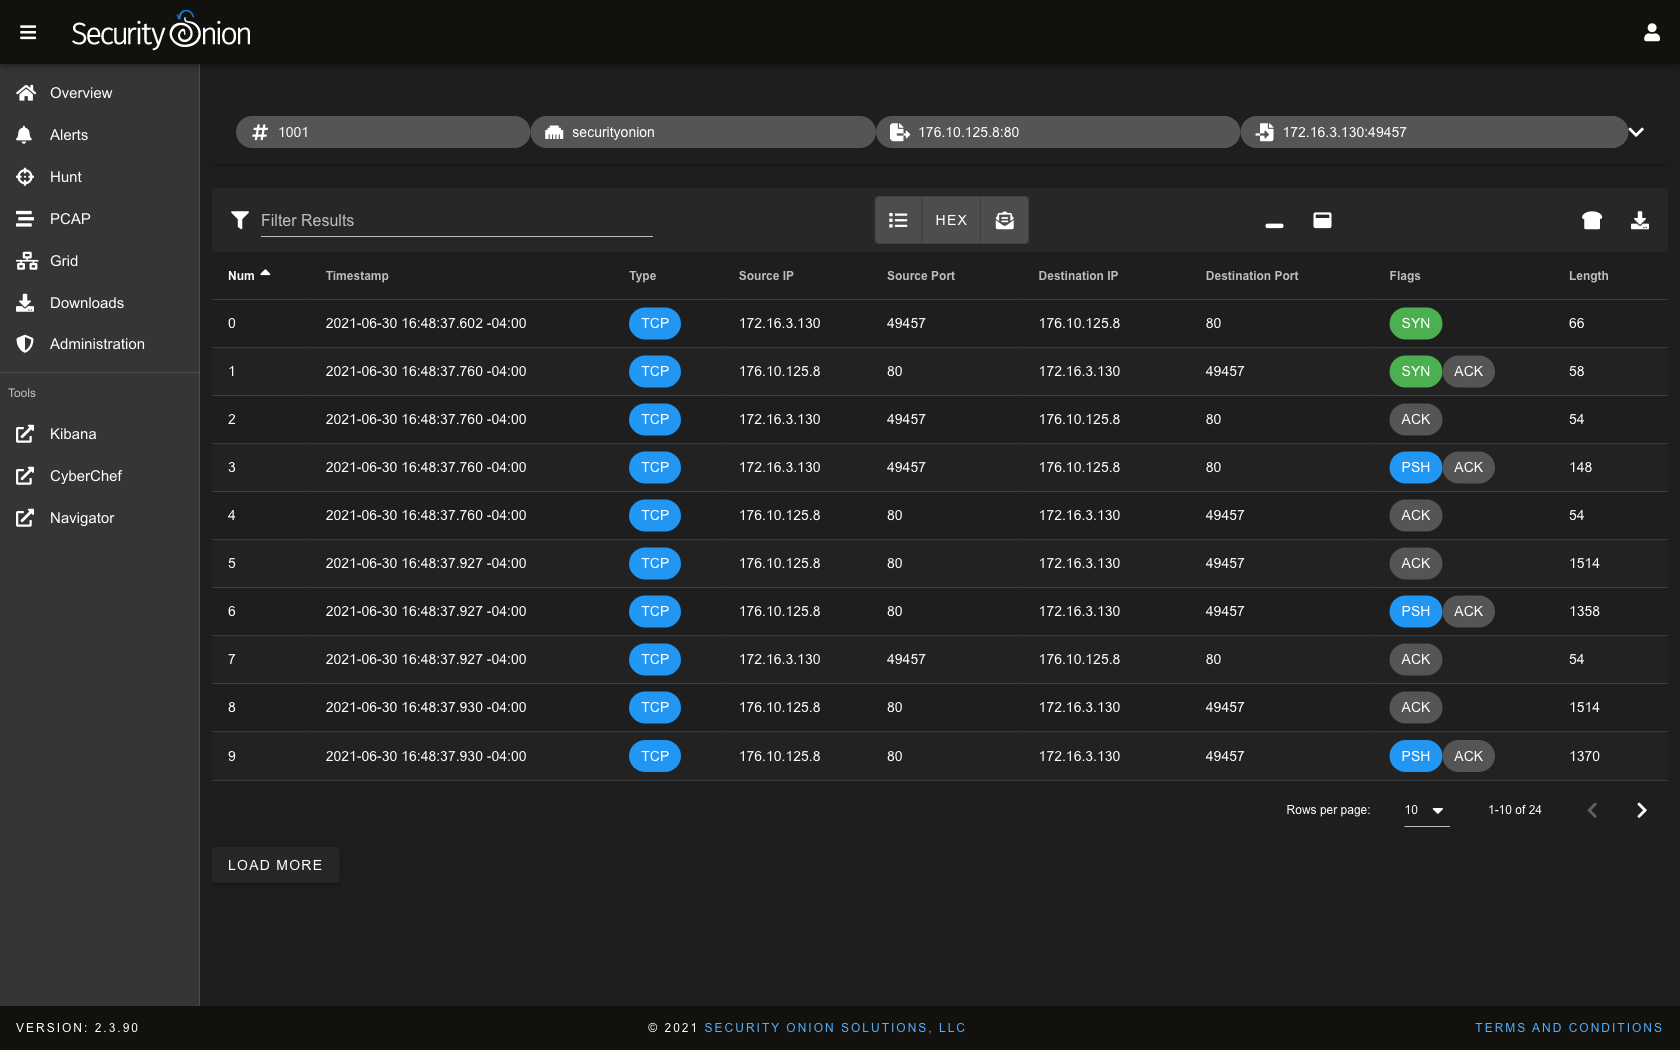 Security Onion
Overview
Alerts
Hunt
PCAP
Grid
Downloads
Administration
Tools
Kibana
CyberChef
Navigator
1001 securityonion 176.10.125.8:80 172.16.3.130:49457
Filter Results HEX
Num Timestamp Type Source IP Source Port Destination IP Destination Port Flags Length
0 2021-06-30 16:48:37.602 -04:00 TCP 172.16.3.130 49457 176.10.125.8 80 SYN 66
1 2021-06-30 16:48:37.760 -04:00 TCP 176.10.125.8 80 172.16.3.130 49457 SYN ACK 58
2 2021-06-30 16:48:37.760 -04:00 TCP 172.16.3.130 49457 176.10.125.8 80 ACK 54
3 2021-06-30 16:48:37.760 -04:00 TCP 172.16.3.130 49457 176.10.125.8 80 PSH ACK 148
4 2021-06-30 16:48:37.760 -04:00 TCP 176.10.125.8 80 172.16.3.130 49457 ACK 54
5 2021-06-30 16:48:37.927 -04:00 TCP 176.10.125.8 80 172.16.3.130 49457 ACK 1514
6 2021-06-30 16:48:37.927 -04:00 TCP 176.10.125.8 80 172.16.3.130 49457 PSH ACK 1358
7 2021-06-30 16:48:37.927 -04:00 TCP 172.16.3.130 49457 176.10.125.8 80 ACK 54
8 2021-06-30 16:48:37.930 -04:00 TCP 176.10.125.8 80 172.16.3.130 49457 ACK 1514
9 2021-06-30 16:48:37.930 -04:00 TCP 176.10.125.8 80 172.16.3.130 49457 PSH ACK 1370
Rows per page: 10 1-10 of 24
LOAD MORE
VERSION: 2.3.90 © 2021 SECURITY ONION SOLUTIONS, LLC TERMS AND CONDITIONS